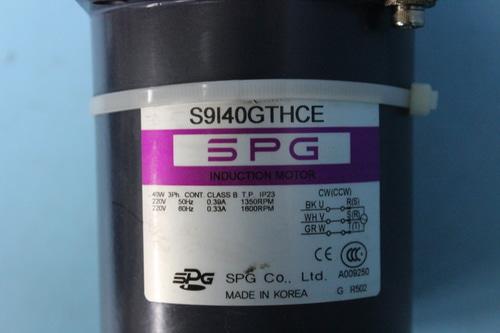 S9I40GTHCE
SPG
INDUCTION MOTOR
40W 3Ph. CONT. CLASS B T.P. IP23
220V 50Hz 0.39A 1350RPM
220V 60Hz 0.33A 1600RPM
CW(CCW)
BK U R(S)
WH V S(R)
GR W (T)
SPG SPG Co., Ltd.
CE CCC A009250
MADE IN KOREA G R502